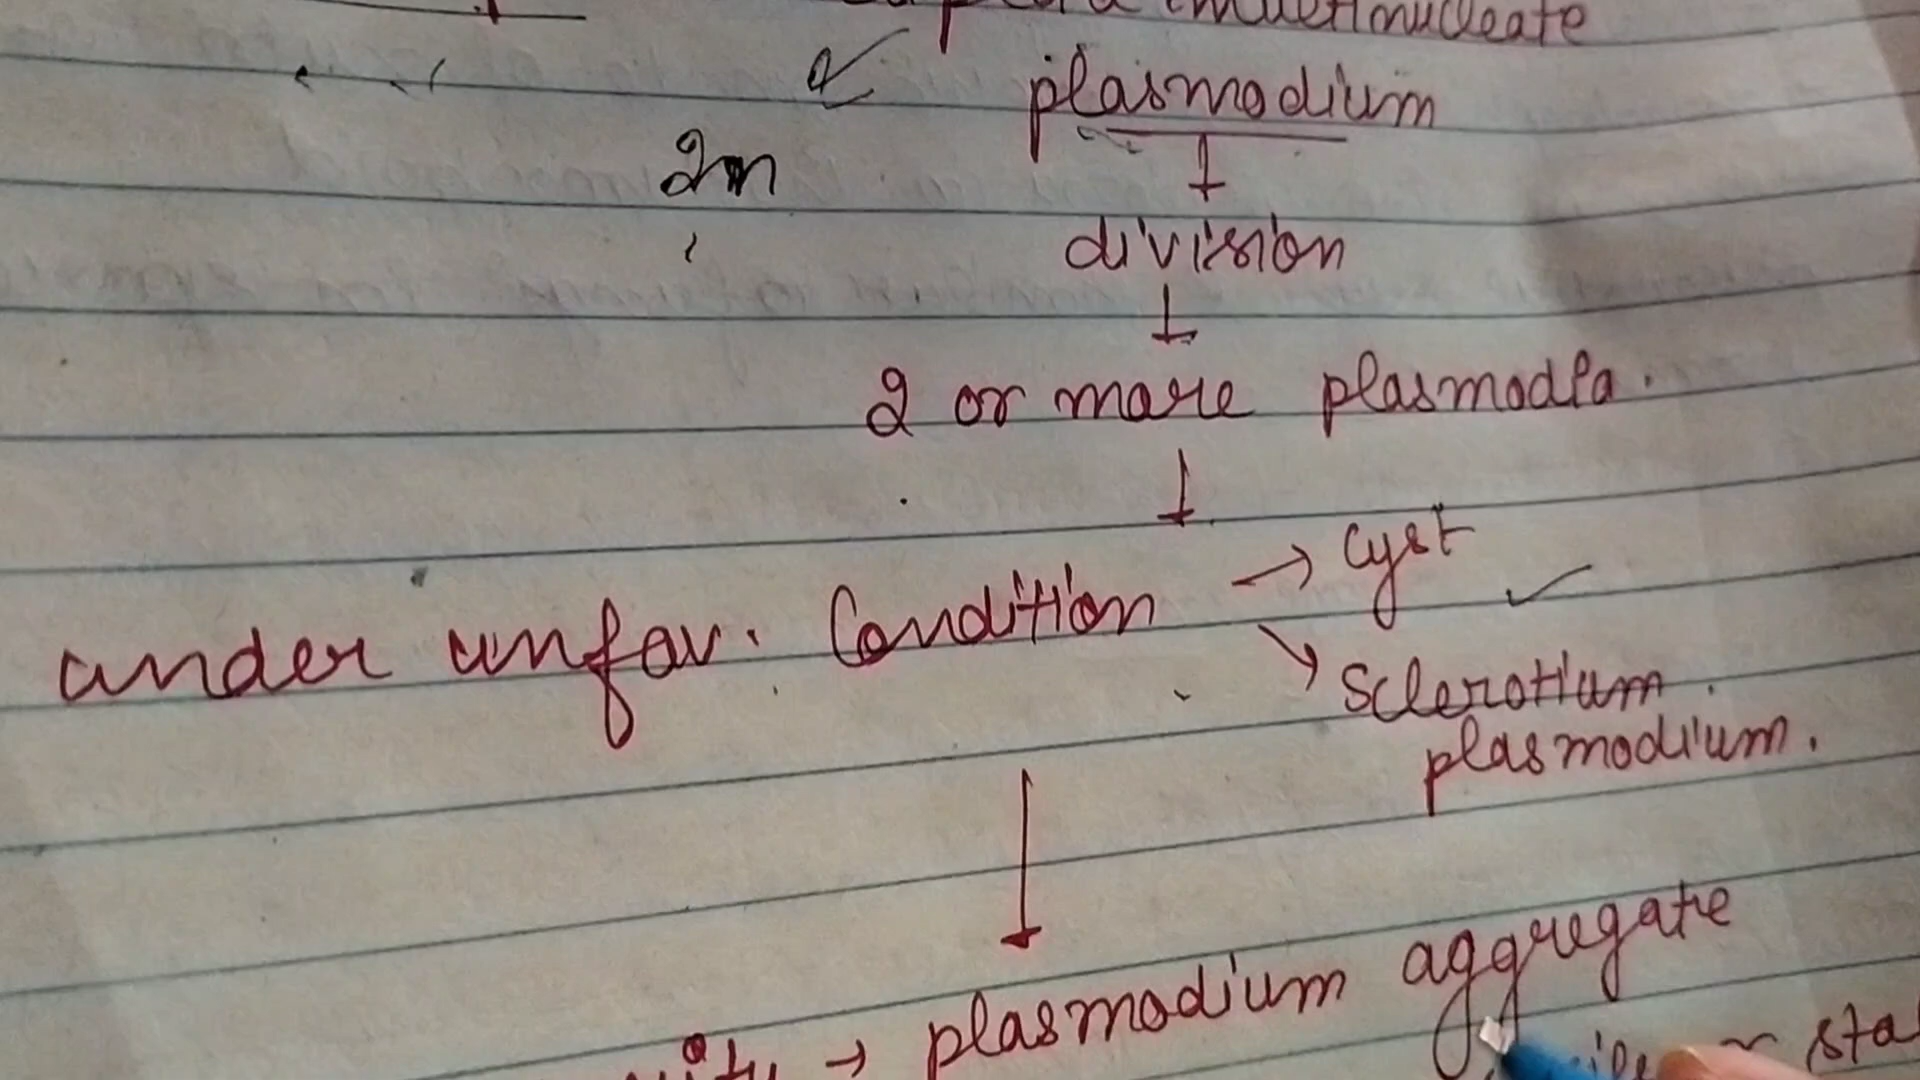 multinucleate
plasmodium
2n
division
2 or more plasmodia.
under unfav. Condition → Cyst
Sclerotium
plasmodium.
→ plasmodium aggregate